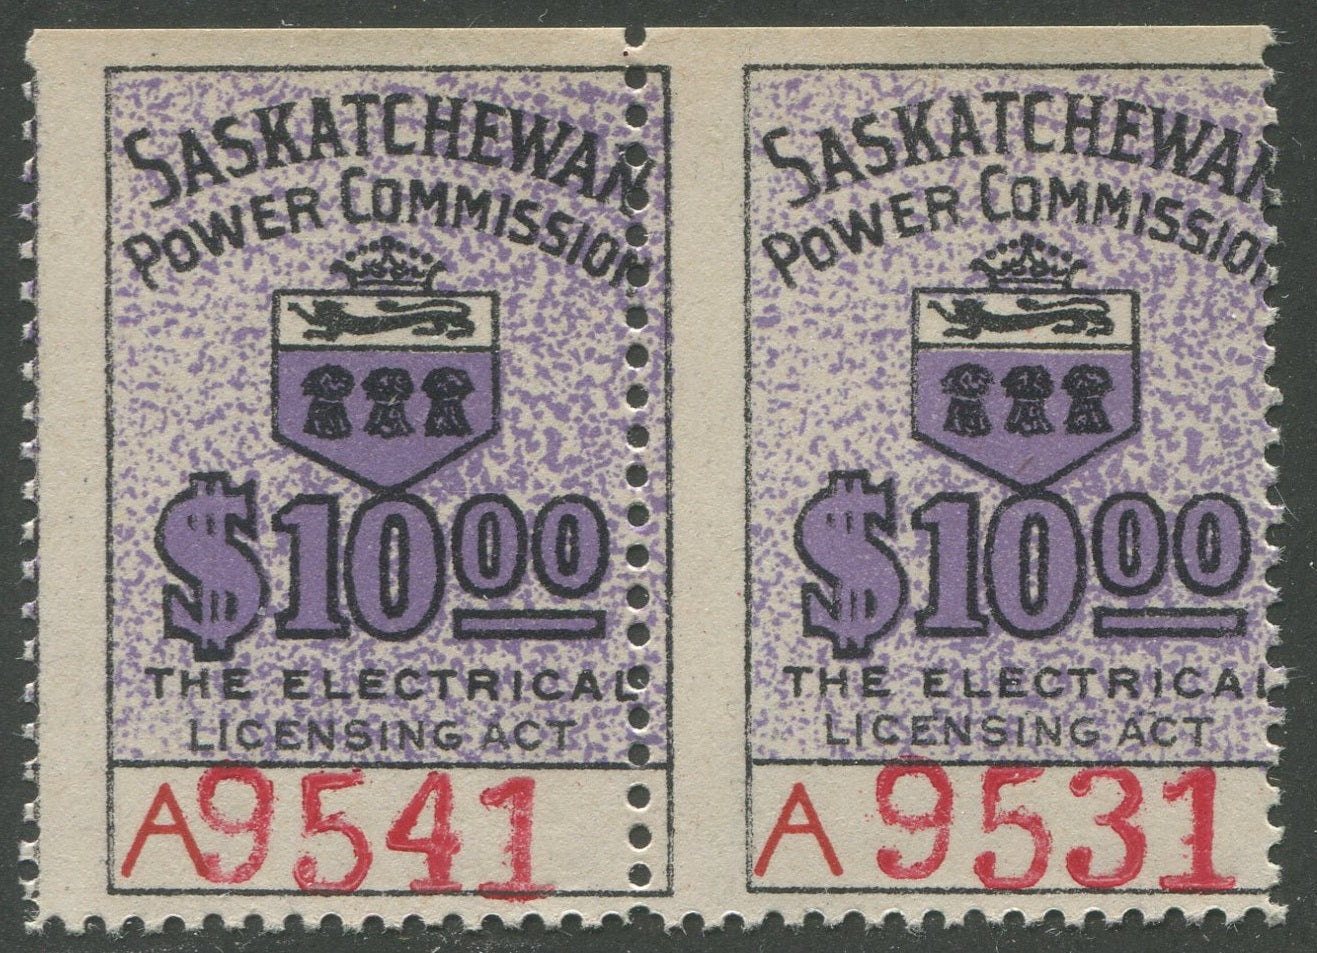 SASKATCHEWAN
POWER COMMISSION
$10.00
THE ELECTRICAL
LICENSING ACT
A9541
SASKATCHEWAN
POWER COMMISSION
$10.00
THE ELECTRICAL
LICENSING ACT
A9531